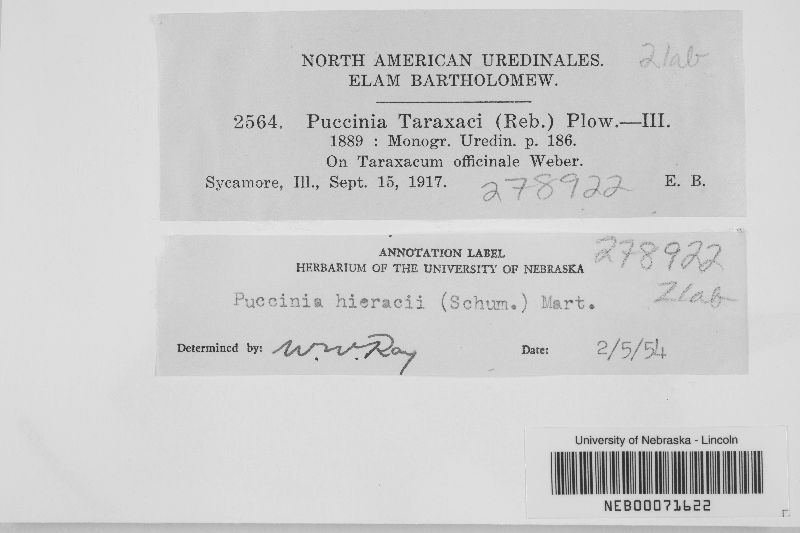 NORTH AMERICAN UREDINALES. 21ab
ELAM BARTHOLOMEW.
2564. Puccinia Taraxaci (Reb.) Plow.—III.
1889 : Monogr. Uredin. p. 186.
On Taraxacum officinale Weber.
Sycamore, Ill., Sept. 15, 1917. 278922 E. B.
ANNOTATION LABEL
HERBARIUM OF THE UNIVERSITY OF NEBRASKA 278922
Puccinia hieracii (Schum.) Mart. 21ab
Determined by: W.W. Ray Date: 2/5/54
University of Nebraska - Lincoln
NEB00071622